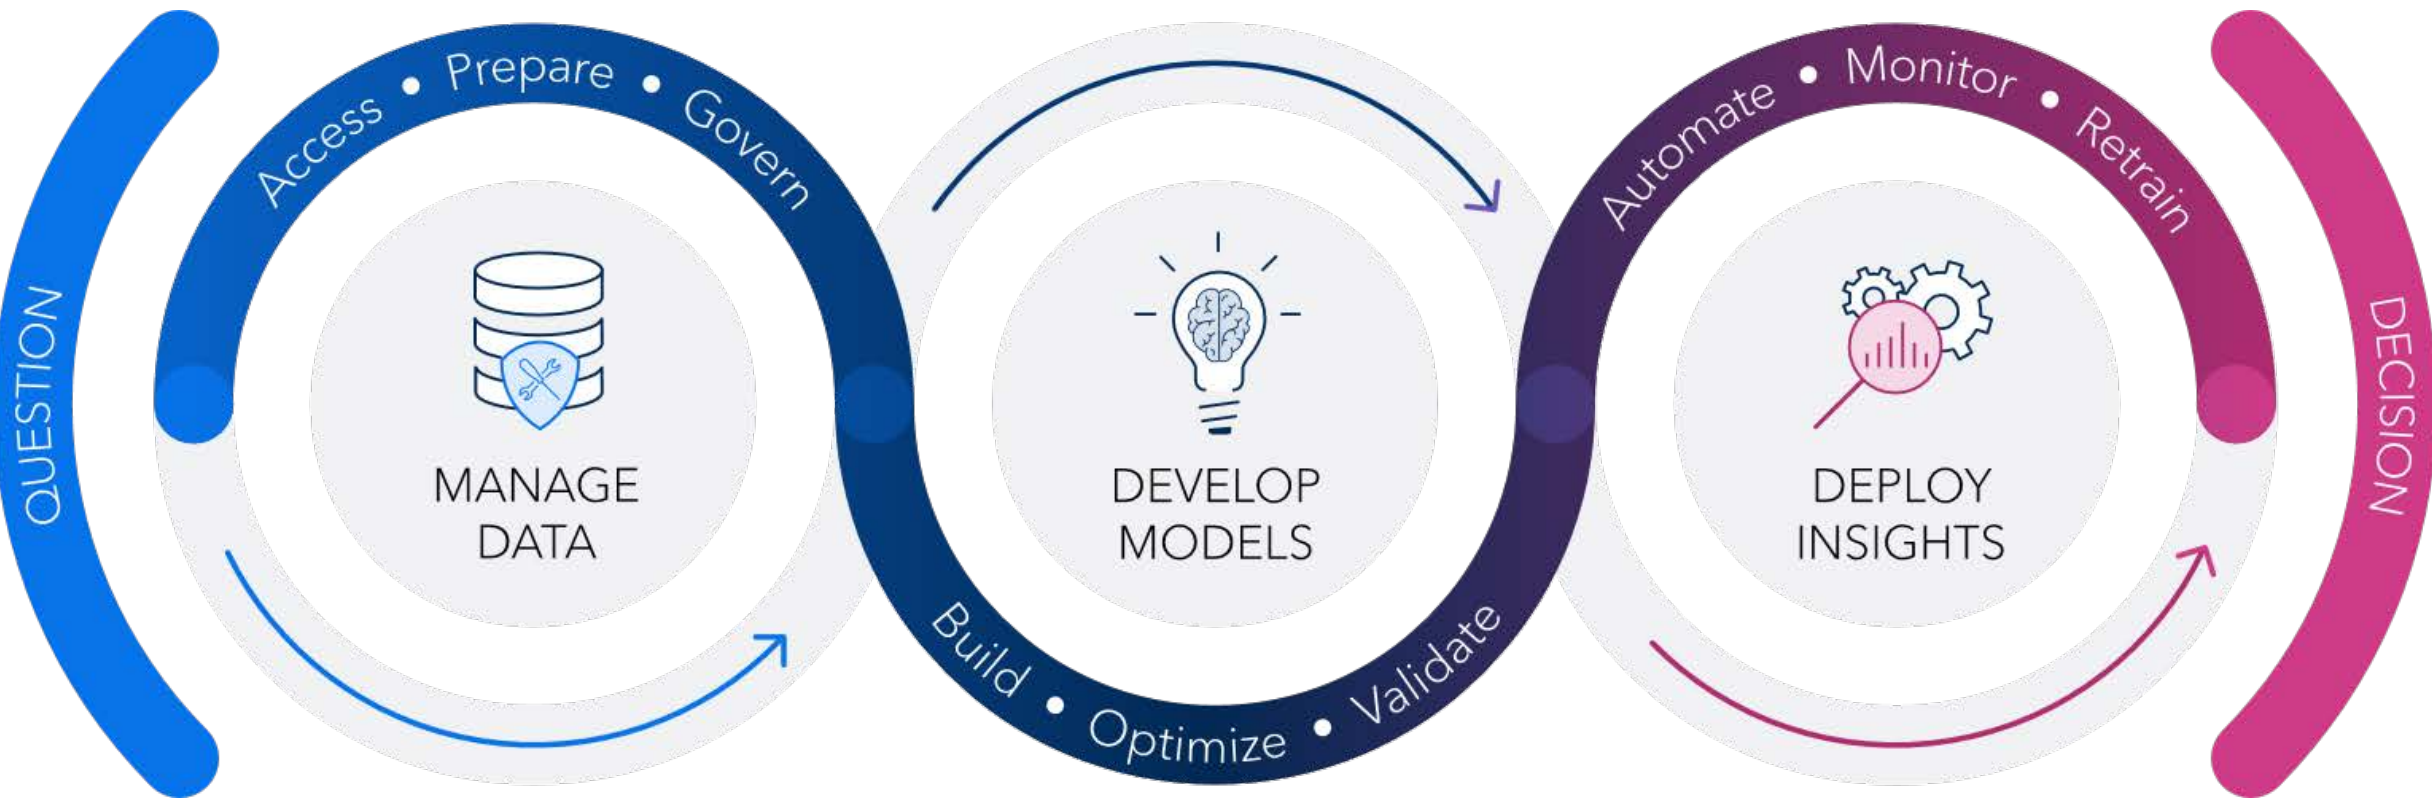 QUESTION
Access • Prepare • Govern
MANAGE
DATA
DEVELOP
MODELS
Build • Optimize • Validate
Automate • Monitor • Retrain
DEPLOY
INSIGHTS
DECISION